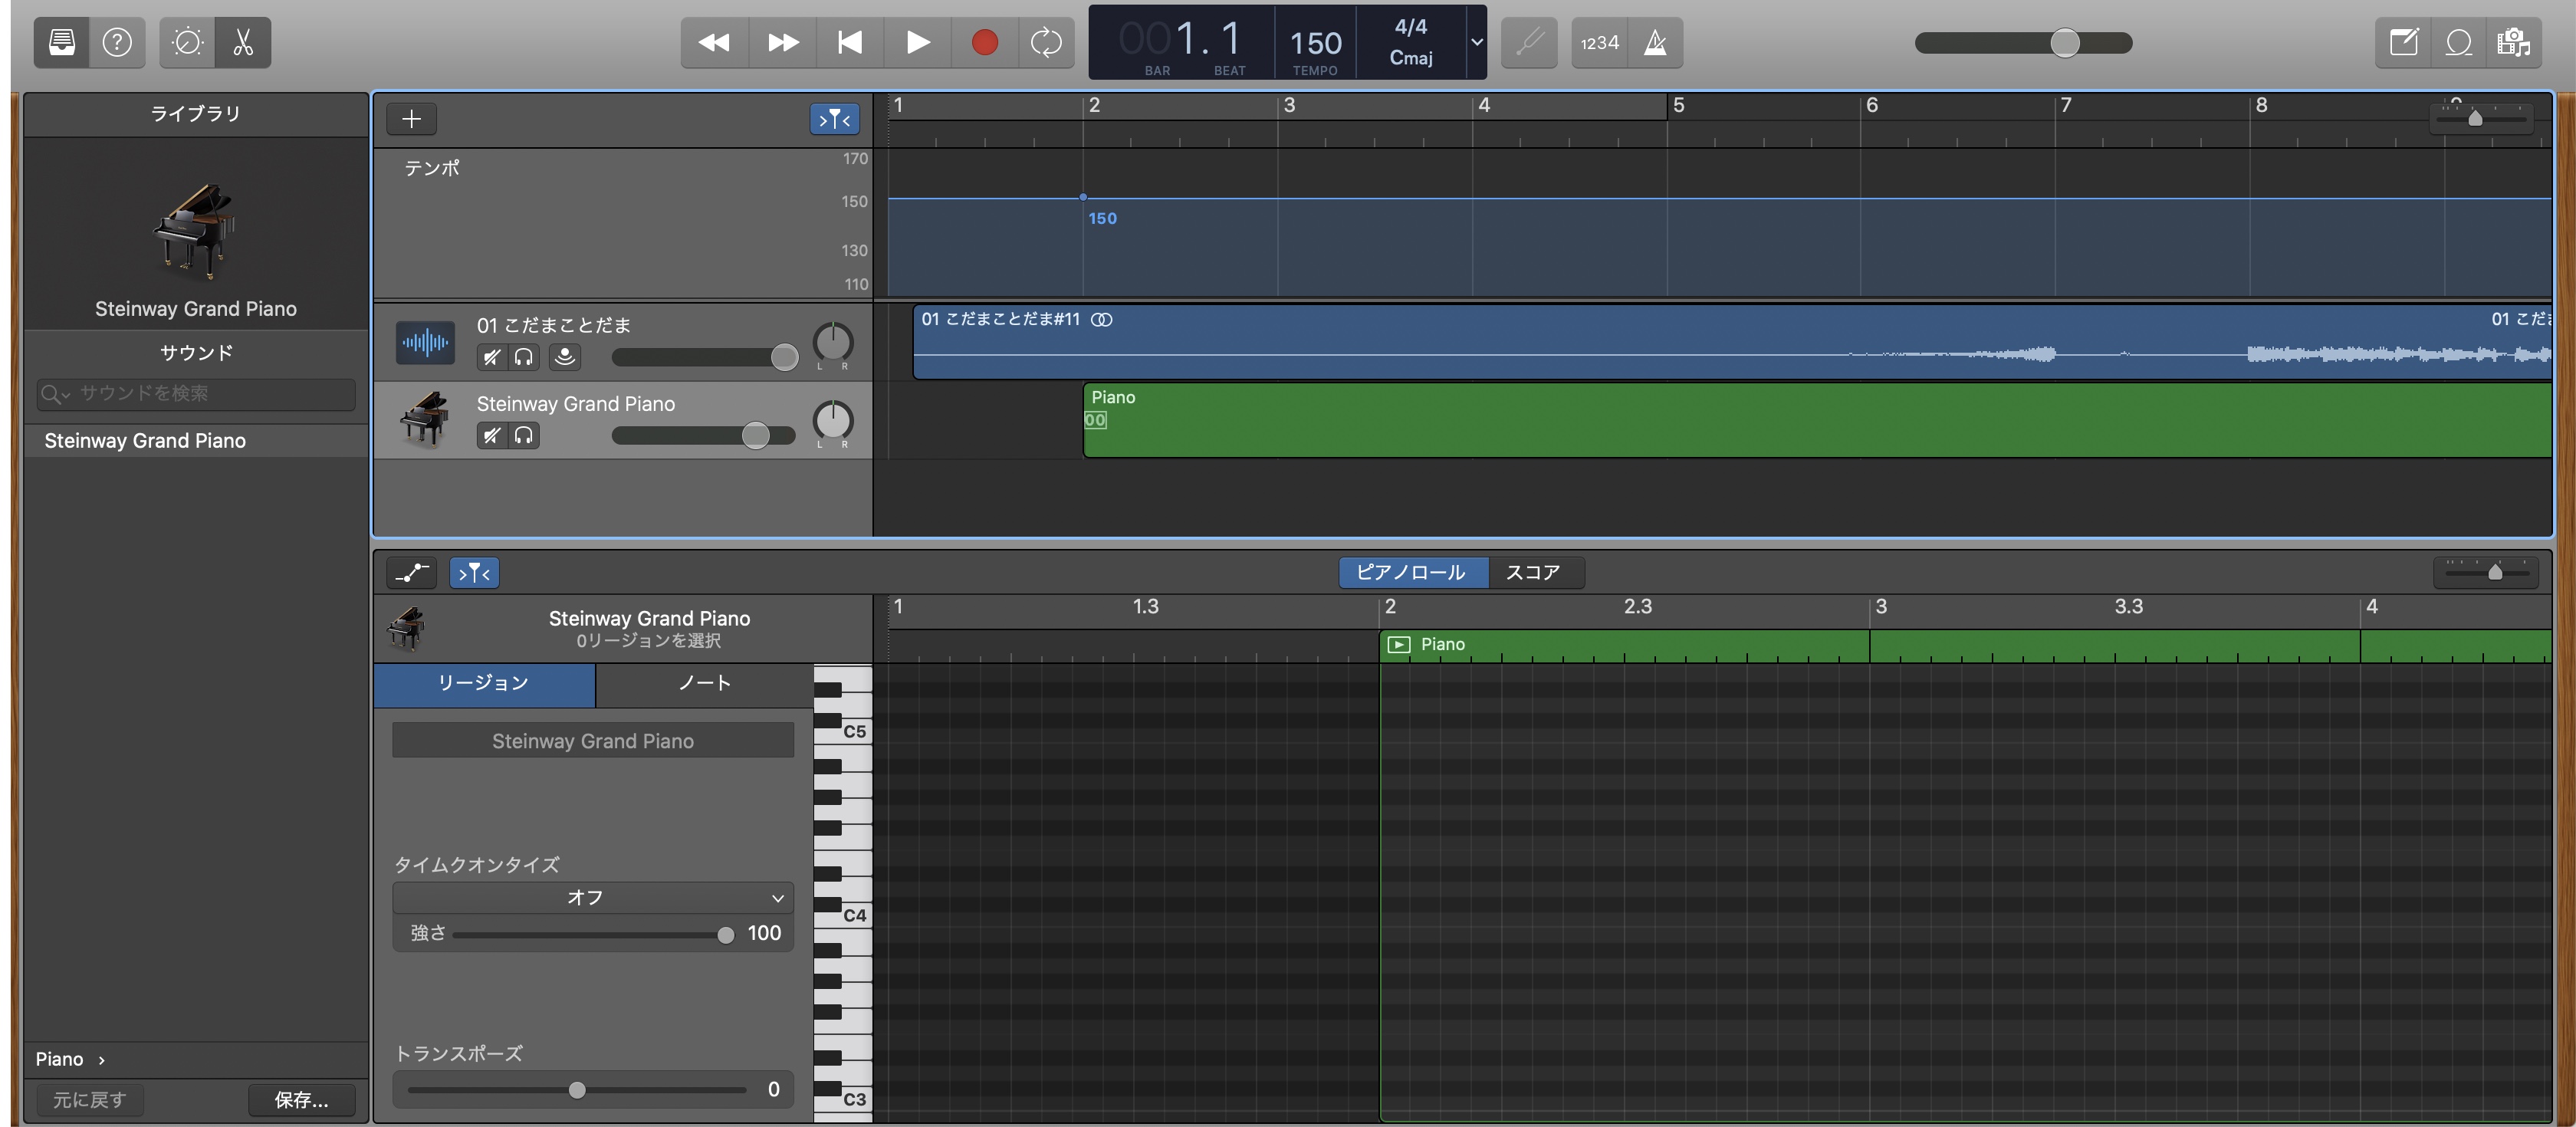 001. 1
BAR BEAT
150
TEMPO
4/4
Cmaj
1234
ライブラリ
Steinway Grand Piano
サウンド
サウンドを検索
Steinway Grand Piano
Piano ›
元に戻す 保存...
1 2 3 4 5 6 7 8
テンポ
170
150
130
110
150
01 こだまことだま
L R
01 こだまことだま#11
01 こだ
Steinway Grand Piano
L R
Piano
ピアノロール スコア
Steinway Grand Piano
0リージョンを選択
1 1.3 2 2.3 3 3.3 4
Piano
リージョン ノート
Steinway Grand Piano
タイムクオンタイズ
オフ
強さ 100
トランスポーズ
0
C5
C4
C3